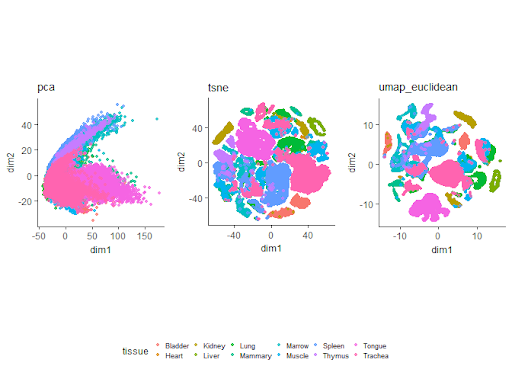 pca
tsne
umap_euclidean
40
20
0
-20
-50 0 50 100 150
dim1
dim2
40
0
-40
-40 0 40
dim1
dim2
10
0
-10
-10 0 10
dim1
dim2
tissue
Bladder Kidney Lung Marrow Spleen Tongue
Heart Liver Mammary Muscle Thymus Trachea